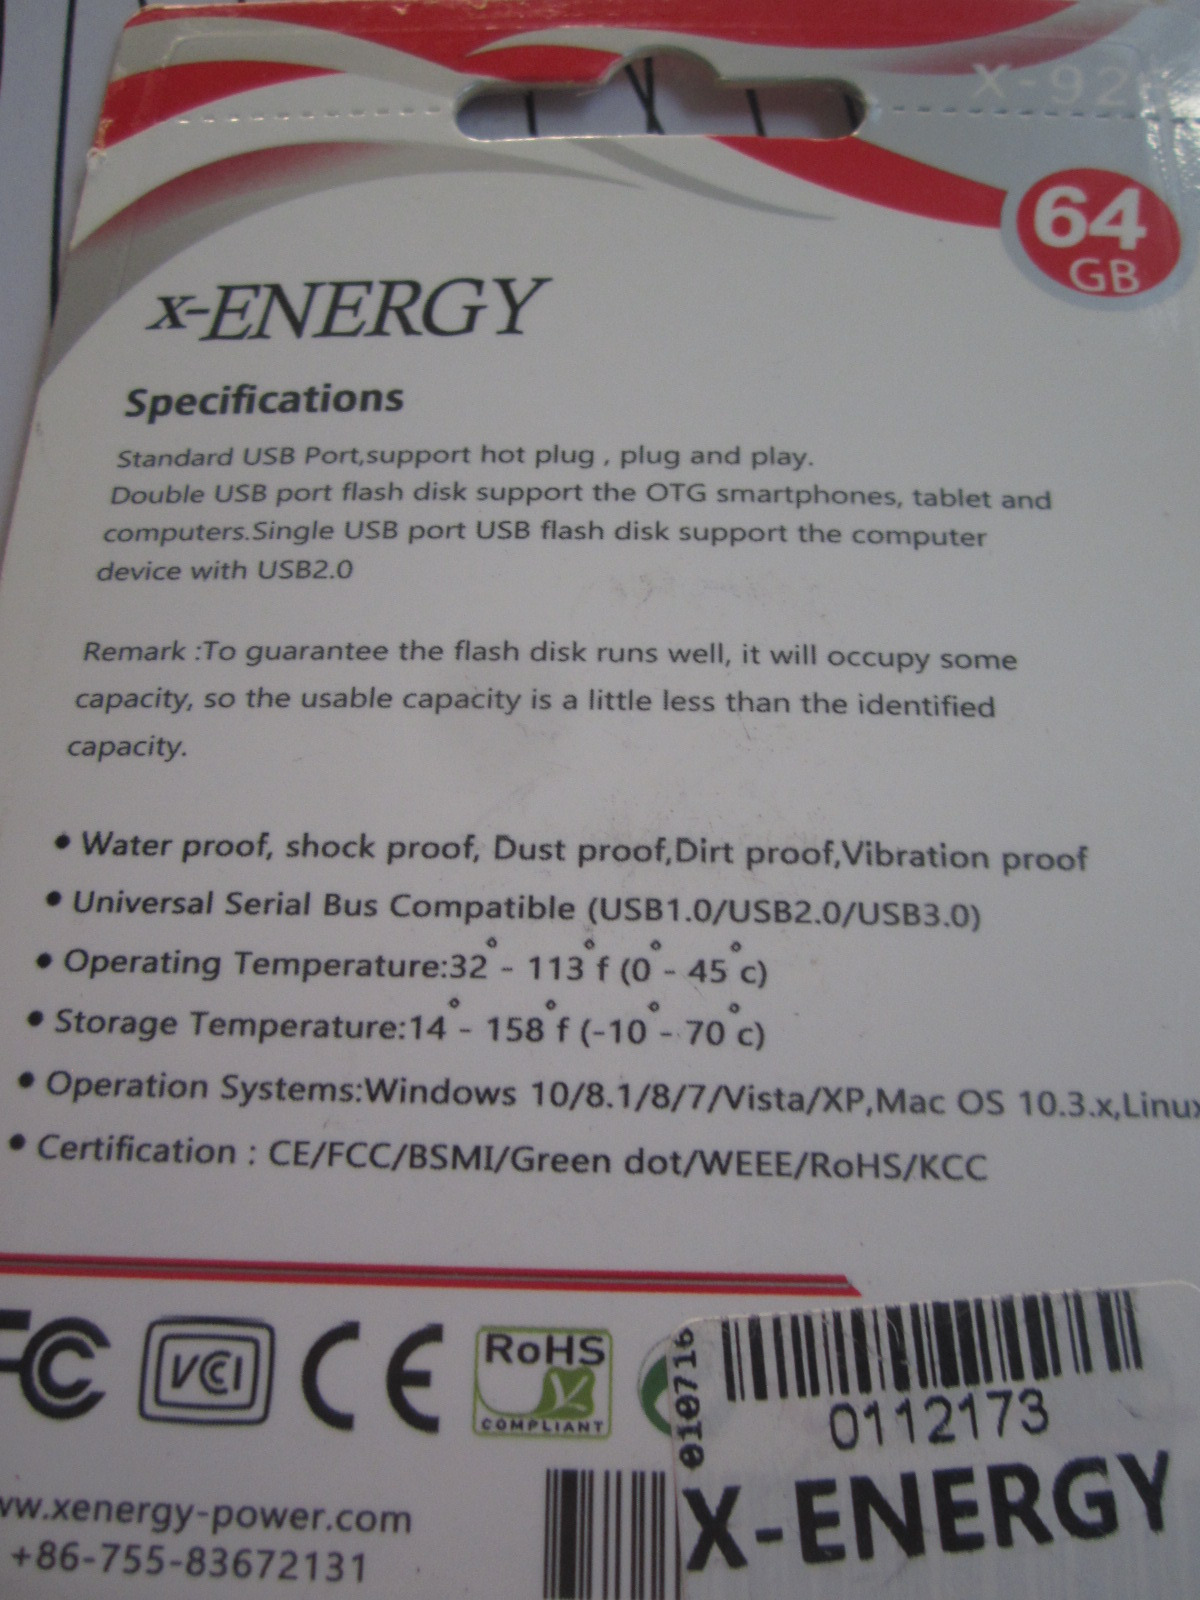 64
GB
x-ENERGY
Specifications
Standard USB Port,support hot plug , plug and play.
Double USB port flash disk support the OTG smartphones, tablet and
computers.Single USB port USB flash disk support the computer
device with USB2.0
Remark :To guarantee the flash disk runs well, it will occupy some
capacity, so the usable capacity is a little less than the identified
capacity.
• Water proof, shock proof, Dust proof,Dirt proof,Vibration proof
• Universal Serial Bus Compatible (USB1.0/USB2.0/USB3.0)
• Operating Temperature:32°- 113°f (0°- 45°c)
• Storage Temperature:14°- 158°f (-10°- 70°c)
• Operation Systems:Windows 10/8.1/8/7/Vista/XP,Mac OS 10.3.x,Linux
• Certification : CE/FCC/BSMI/Green dot/WEEE/RoHS/KCC
FC VCCI CE RoHS
COMPLIANT
010716
0112173
X-ENERGY
ww.xenergy-power.com
+86-755-83672131